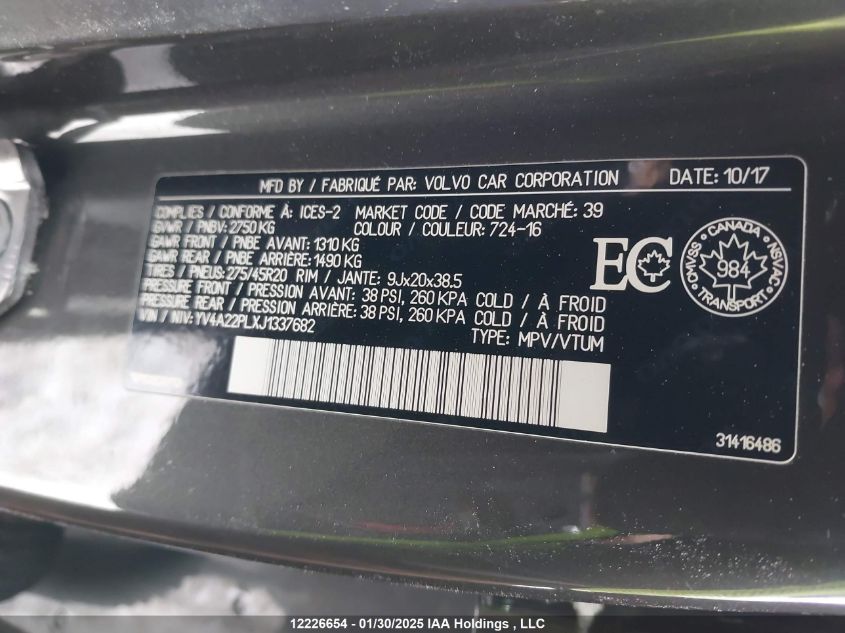 MFD BY / FABRIQUÉ PAR: VOLVO CAR CORPORATION DATE: 10/17
COMPLIES / CONFORME À: ICES-2 MARKET CODE / CODE MARCHÉ: 39
GVWR / PNBV: 2750 KG COLOUR / COULEUR: 724-16
GAWR FRONT / PNBE AVANT: 1310 KG
GAWR REAR / PNBE ARRIÈRE: 1490 KG
TIRES / PNEUS: 275/45R20 RIM / JANTE: 9Jx20x38.5
PRESSURE FRONT / PRESSION AVANT: 38 PSI, 260 KPA COLD / À FROID
PRESSURE REAR / PRESSION ARRIÈRE: 38 PSI, 260 KPA COLD / À FROID
VIN / NIV: YV4A22PLXJ1337682
TYPE: MPV/VTUM
EC
CANADA
NSVAC
TRANSPORT
CMVSS
984
31416486
12226654 - 01/30/2025 IAA Holdings , LLC